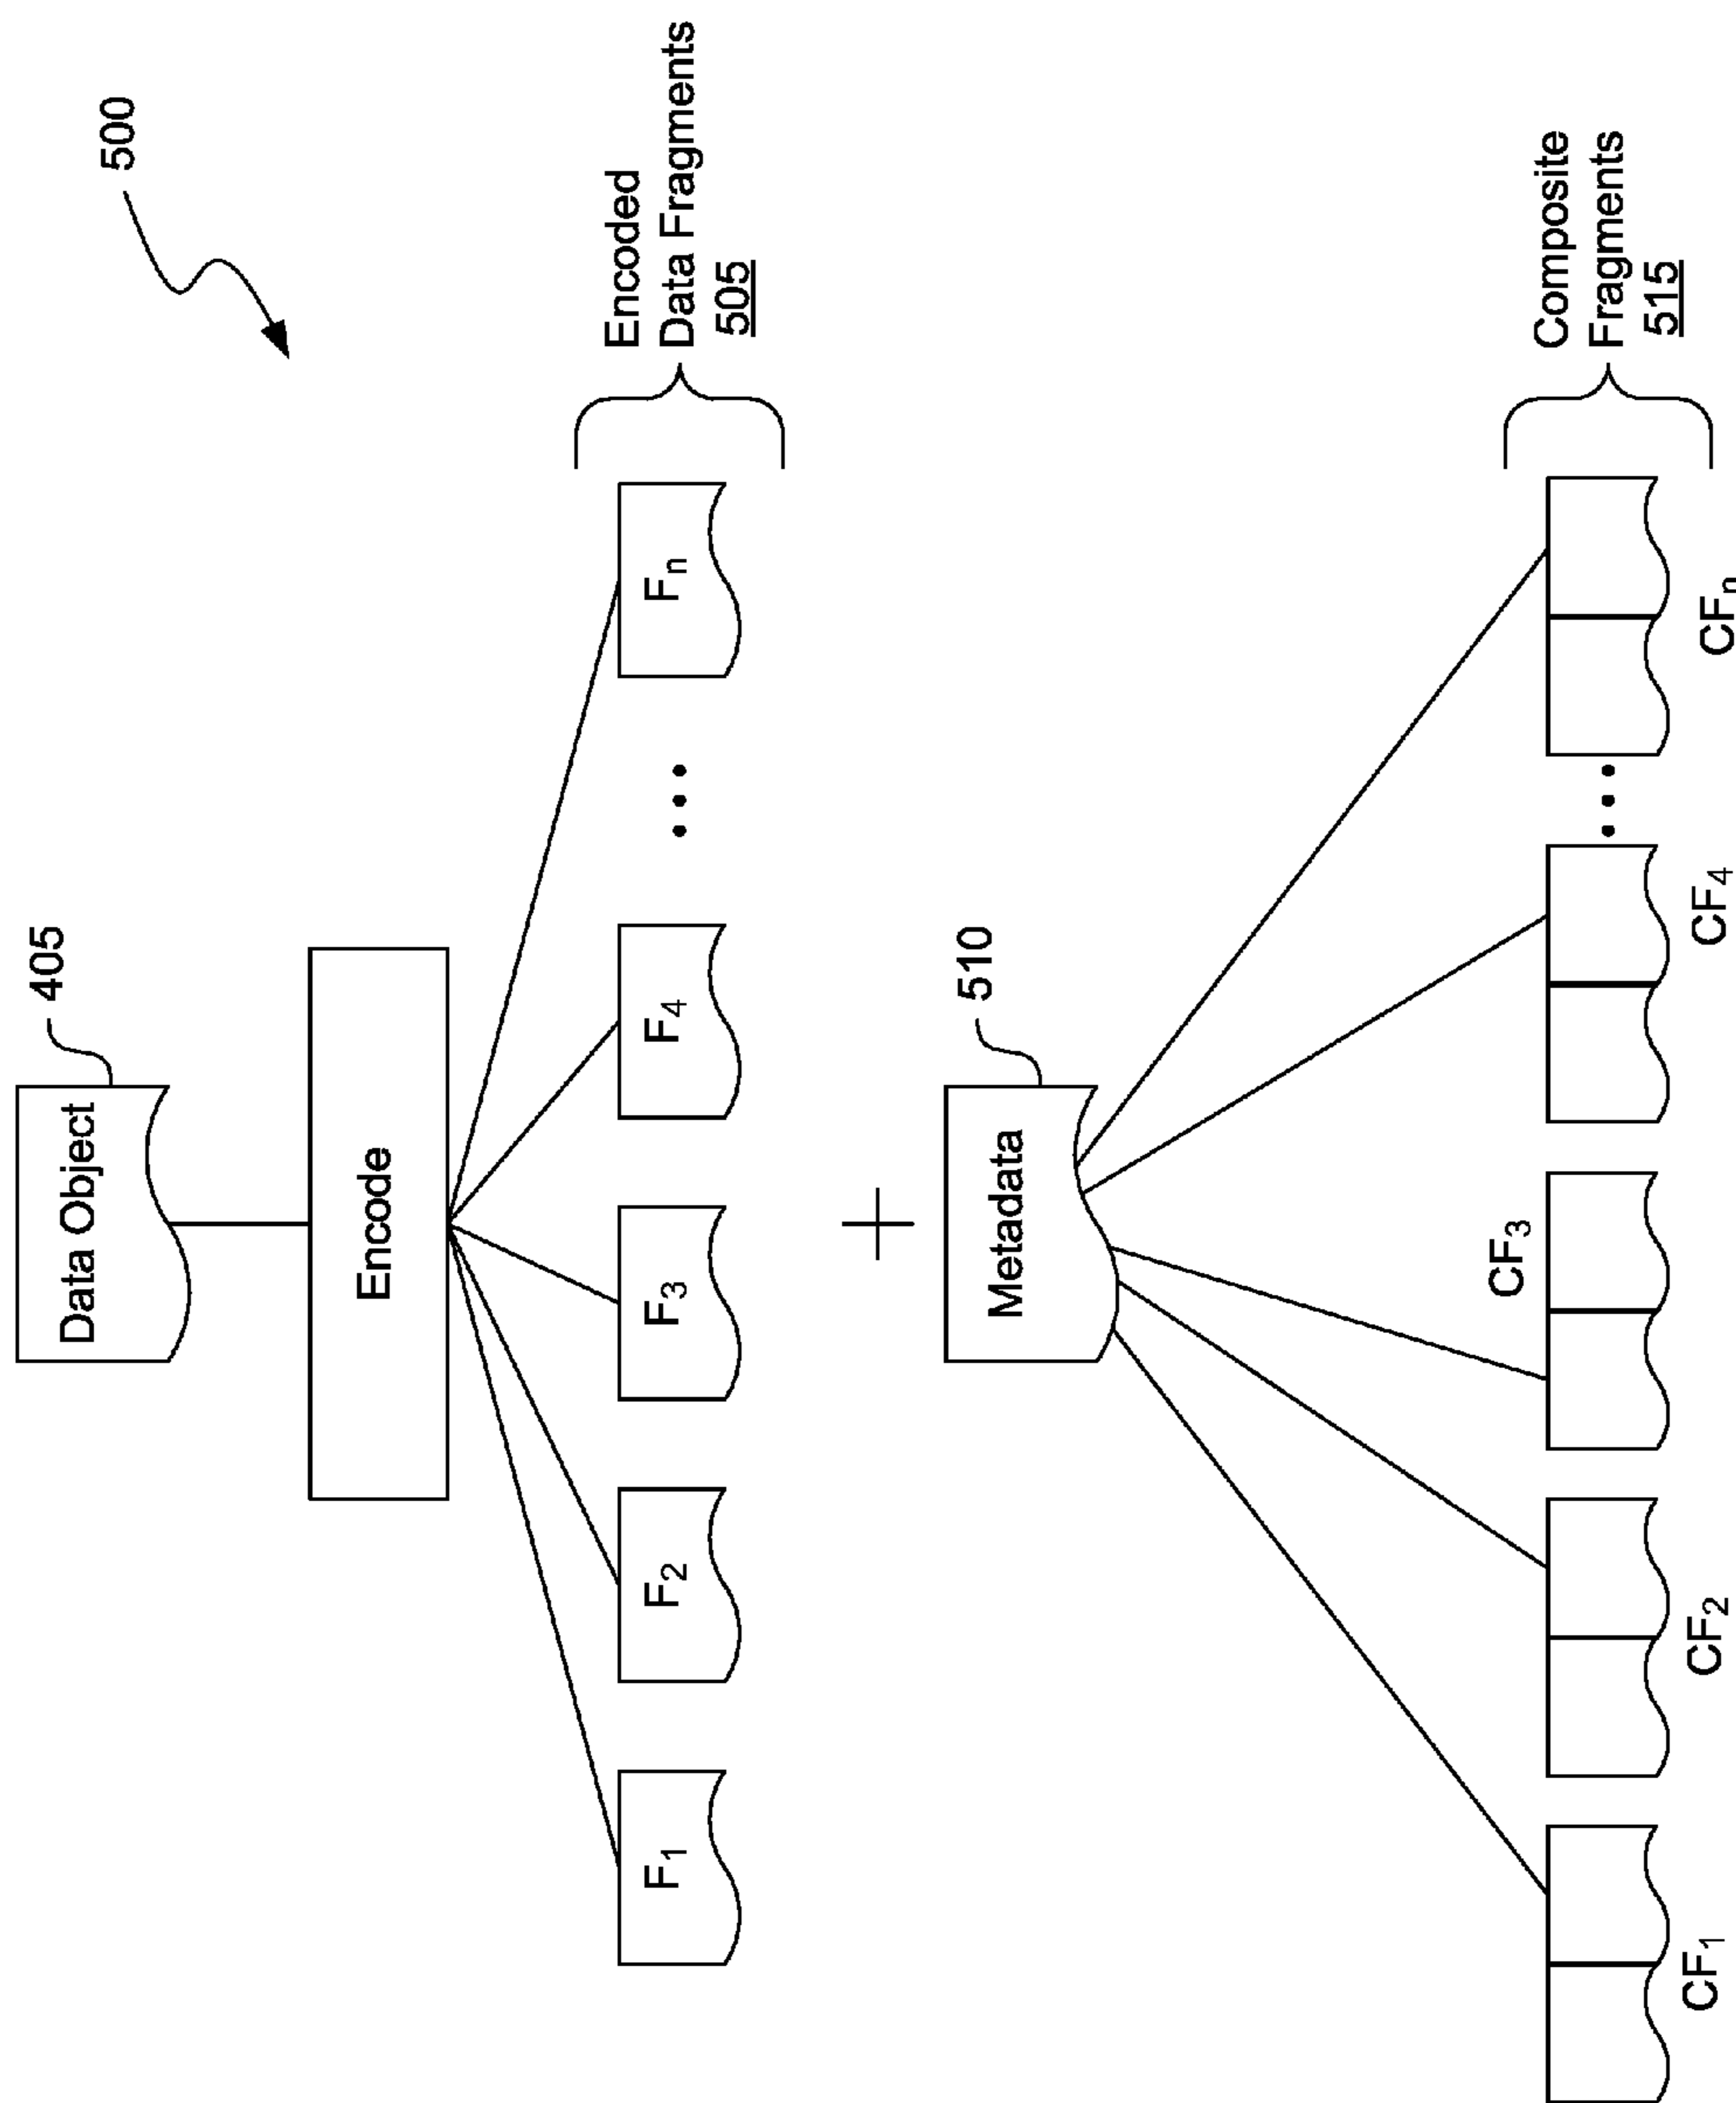 500
Data Object
405
Encode
F1
F2
F3
F4
Fn
Encoded
Data Fragments
505
Metadata
510
CF1
CF2
CF3
CF4
CFn
Composite
Fragments
515